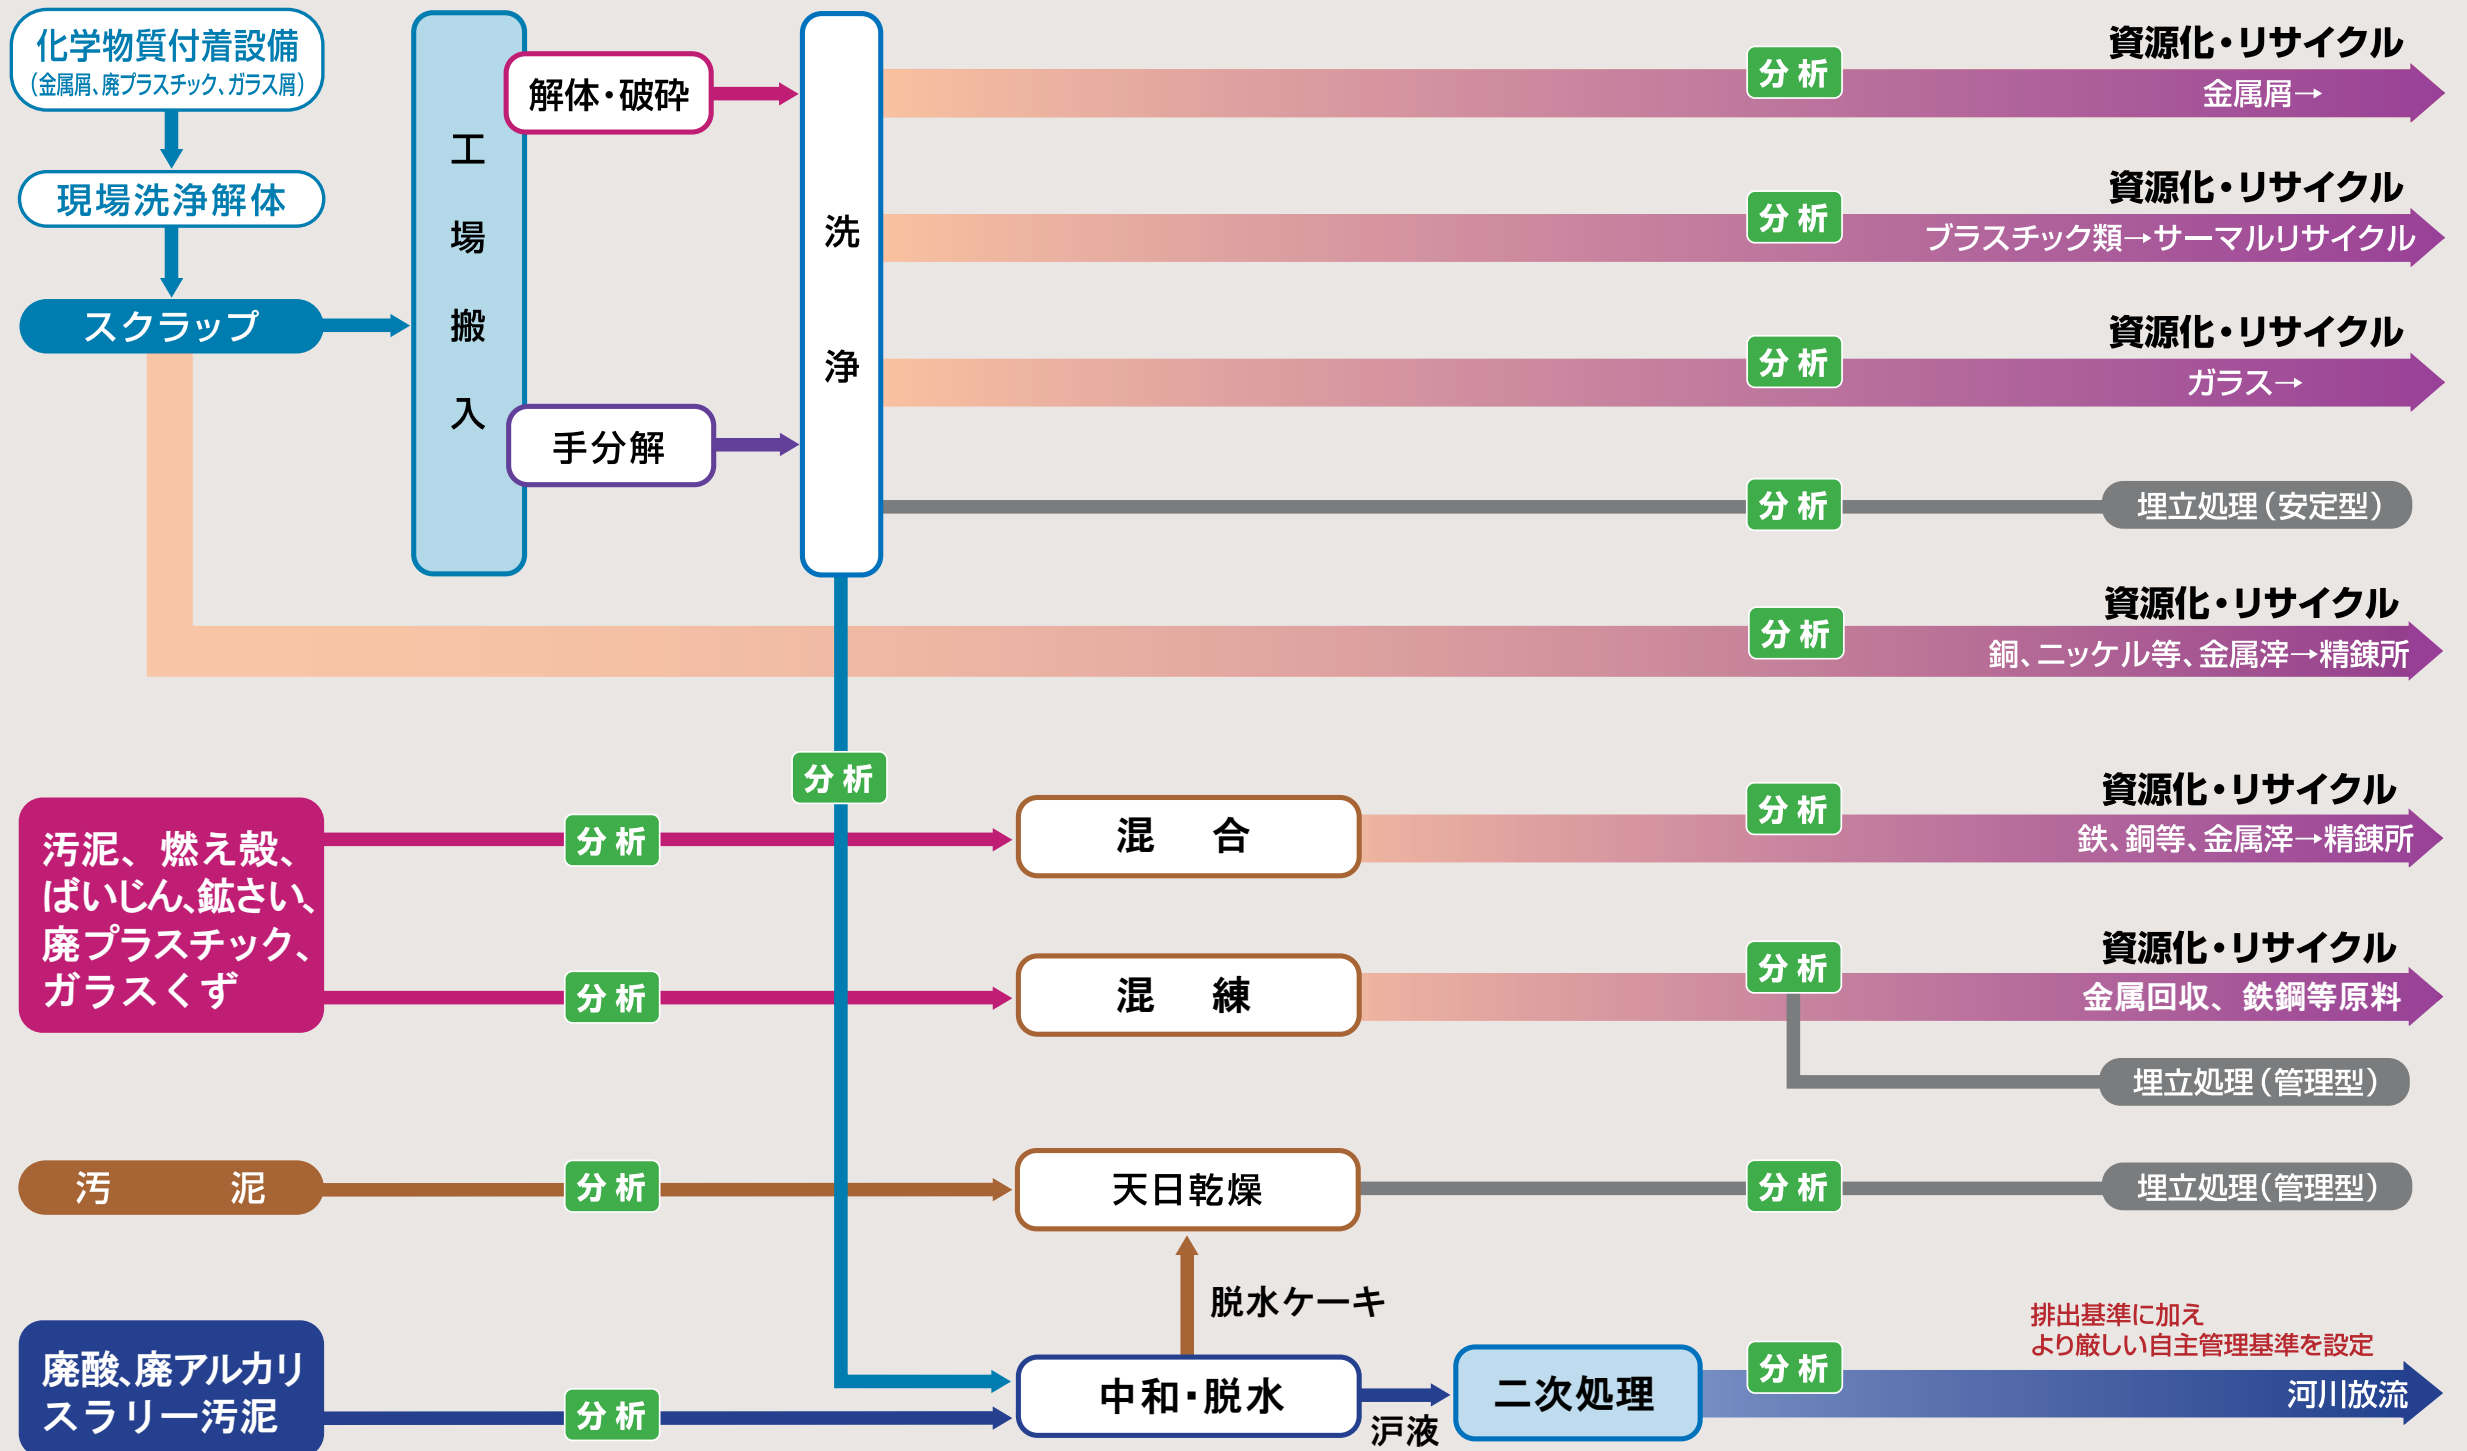 化学物質付着設備
（金属屑、廃プラスチック、ガラス屑）
現場洗浄解体
スクラップ
工場搬入
解体・破砕
手分解
洗浄
分析
資源化・リサイクル
金属屑→
分析
資源化・リサイクル
プラスチック類→サーマルリサイクル
分析
資源化・リサイクル
ガラス→
分析
埋立処理（安定型）
分析
資源化・リサイクル
銅、ニッケル等、金属滓→精錬所
分析
汚泥、燃え殻、
ばいじん、鉱さい、
廃プラスチック、
ガラスくず
分析
混合
分析
資源化・リサイクル
鉄、銅等、金属滓→精錬所
分析
混練
分析
資源化・リサイクル
金属回収、鉄鋼等原料
埋立処理（管理型）
汚泥
分析
天日乾燥
分析
埋立処理（管理型）
脱水ケーキ
廃酸、廃アルカリ
スラリー汚泥
分析
中和・脱水
沪液
二次処理
分析
排出基準に加え
より厳しい自主管理基準を設定
河川放流